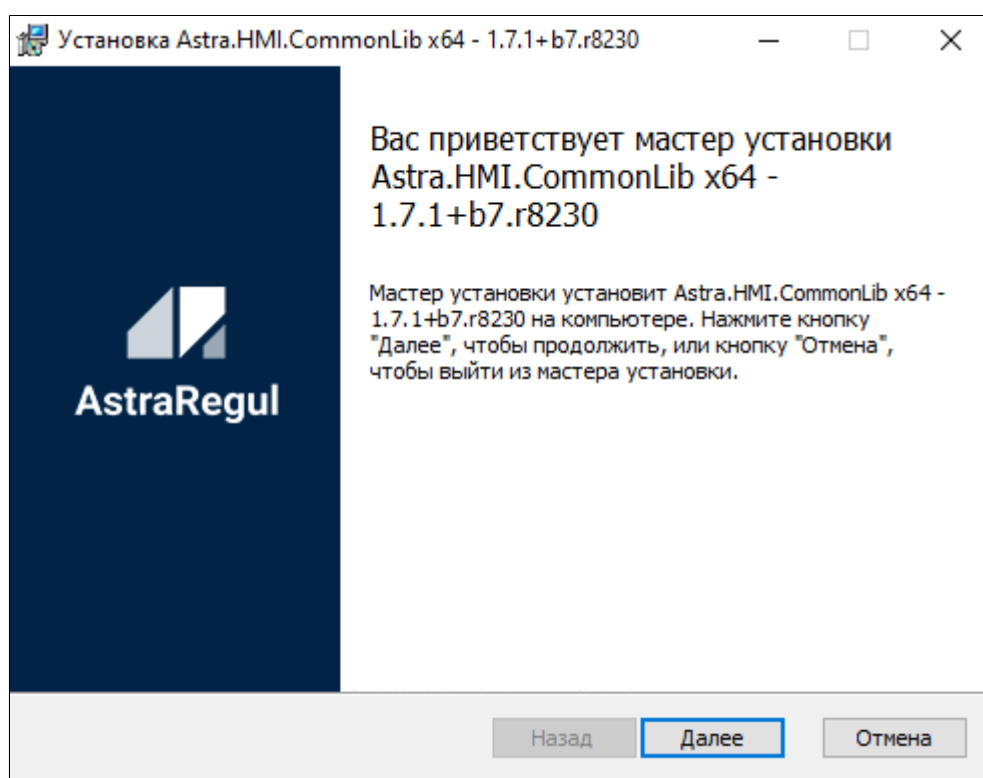 Установка Astra.HMI.CommonLib x64 - 1.7.1+b7.r8230
Вас приветствует мастер установки
Astra.HMI.CommonLib x64 -
1.7.1+b7.r8230
Мастер установки установит Astra.HMI.CommonLib x64 -
1.7.1+b7.r8230 на компьютере. Нажмите кнопку
"Далее", чтобы продолжить, или кнопку "Отмена",
чтобы выйти из мастера установки.
AstraRegul
Назад
Далее
Отмена